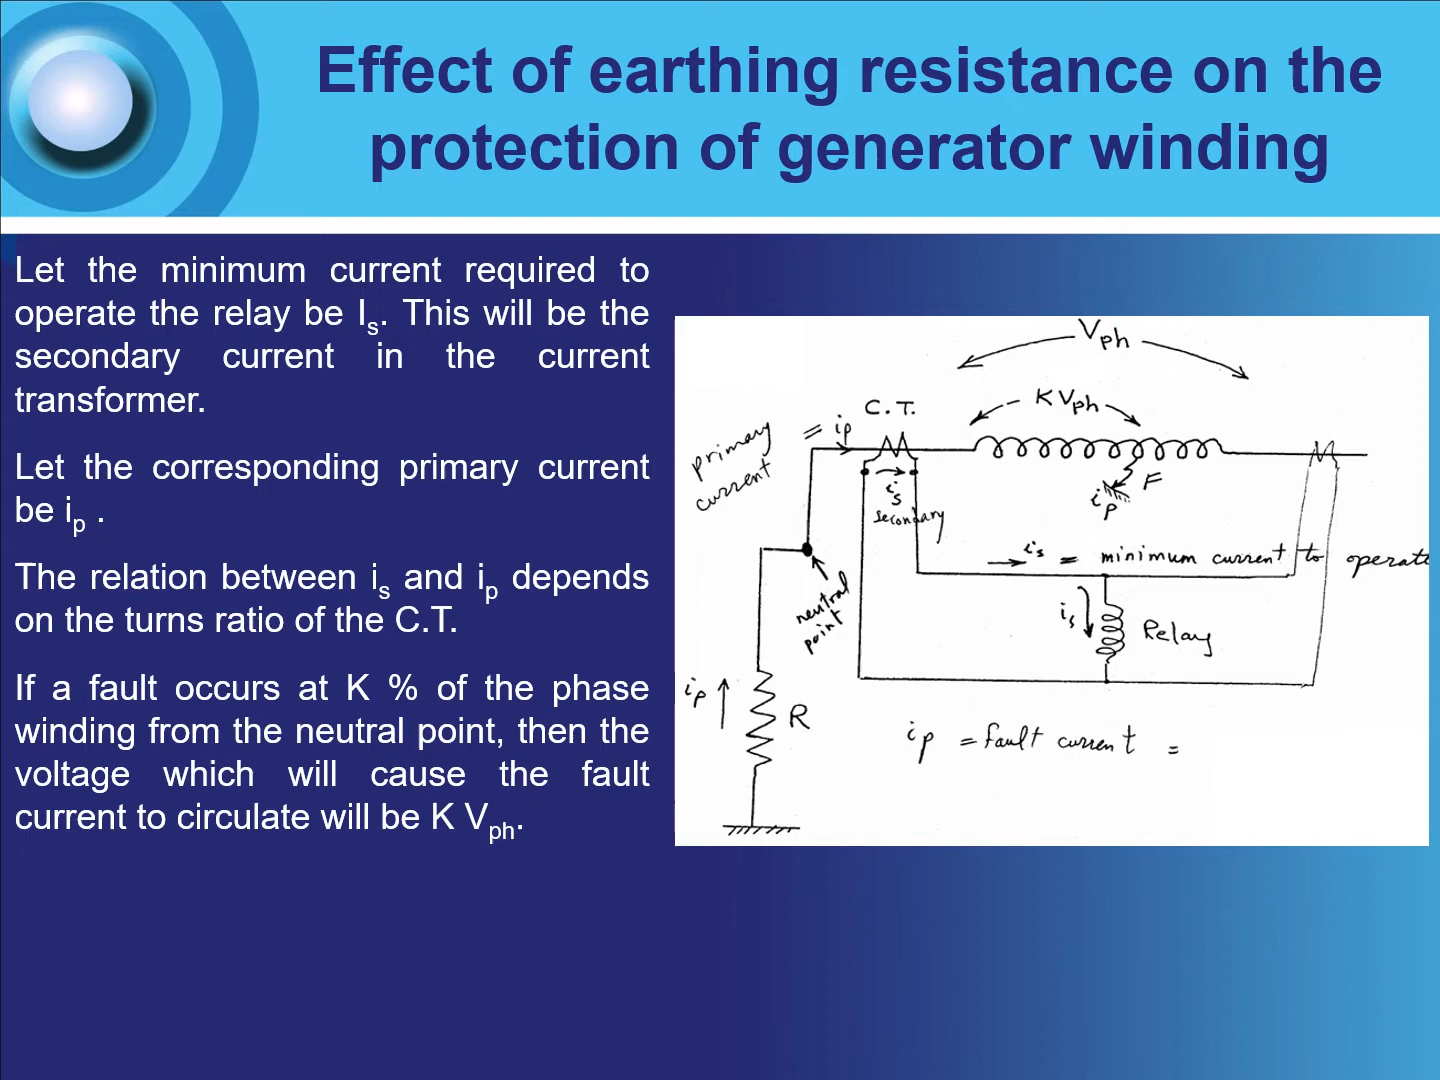 Effect of earthing resistance on the
protection of generator winding
Let the minimum current required to
operate the relay be Is. This will be the
secondary current in the current
transformer.
Let the corresponding primary current
be ip .
The relation between is and ip depends
on the turns ratio of the C.T.
If a fault occurs at K % of the phase
winding from the neutral point, then the
voltage which will cause the fault
current to circulate will be K Vph.
Vph
K Vph
C.T.
primary = ip
current
is
secondary
F
ip
is = minimum current to operate
neutral
point
is
Relay
ip
R
ip = fault current =